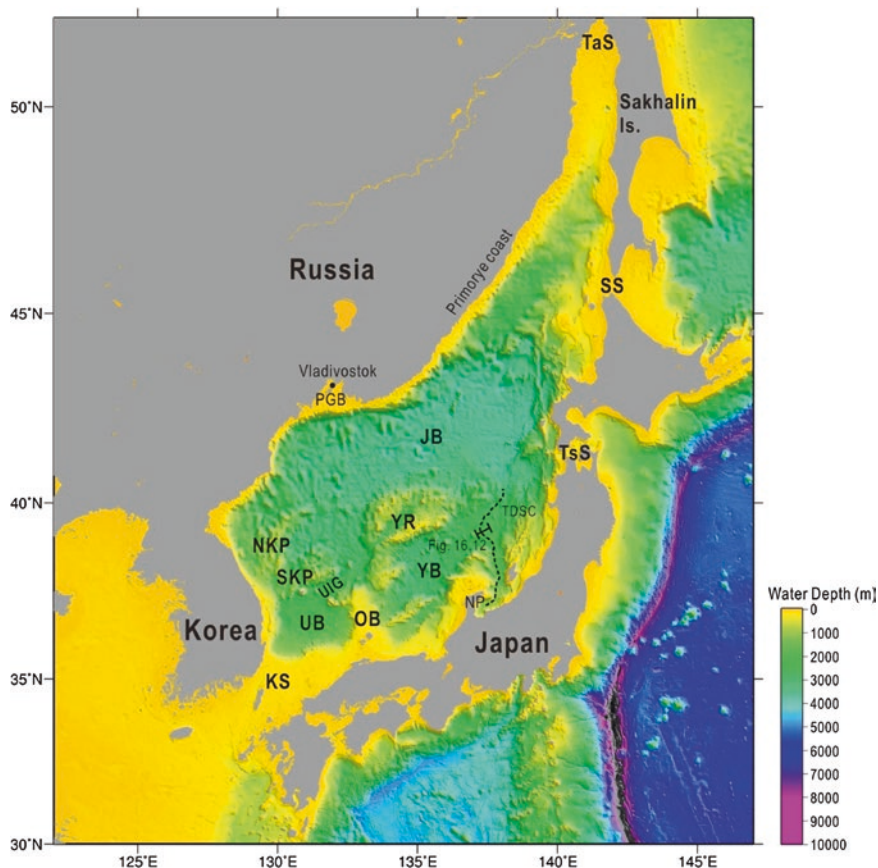 TaS
50°N
Sakhalin
Is.
Primorye coast
Russia
SS
45°N
Vladivostok
PGB
JB
TsS
40°N
YR
TDSC
NKP
Fig. 16.12
SKP
UIG
YB
NP
Water Depth (m)
0
1000
2000
3000
4000
5000
6000
7000
8000
9000
10000
Korea
UB
OB
Japan
35°N
KS
30°N
125°E
130°E
135°E
140°E
145°E